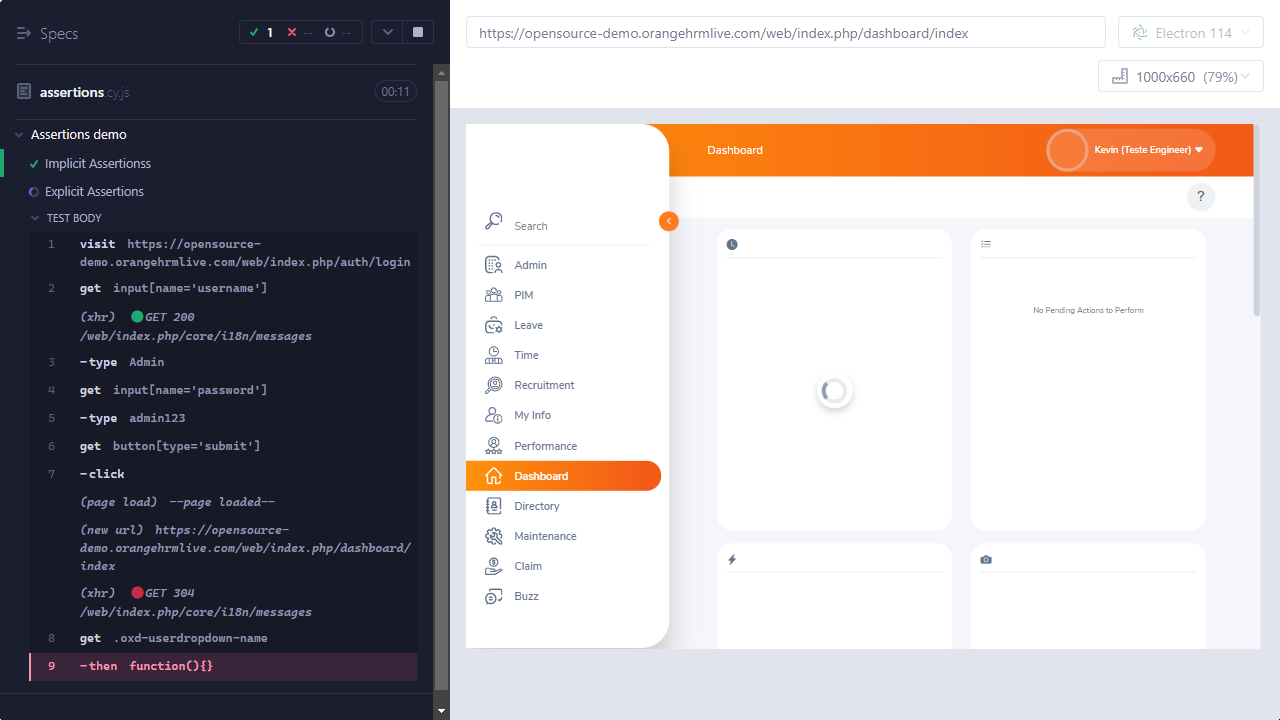 Specs
1
--
--
assertions.cy.js
00:11
Assertions demo
Implicit Assertionss
Explicit Assertions
TEST BODY
1 visit https://opensource-
demo.orangehrmlive.com/web/index.php/auth/login
2 get input[name='username']
(xhr) GET 200
/web/index.php/core/i18n/messages
3 -type Admin
4 get input[name='password']
5 -type admin123
6 get button[type='submit']
7 -click
(page load) --page loaded--
(new url) https://opensource-
demo.orangehrmlive.com/web/index.php/dashboard/
index
(xhr) GET 304
/web/index.php/core/i18n/messages
8 get .oxd-userdropdown-name
9 -then function(){}
https://opensource-demo.orangehrmlive.com/web/index.php/dashboard/index
Electron 114
1000x660 (79%)
Dashboard
Kevin (Teste Engineer)
?
Search
Admin
PIM
Leave
Time
Recruitment
My Info
Performance
Dashboard
Directory
Maintenance
Claim
Buzz
No Pending Actions to Perform